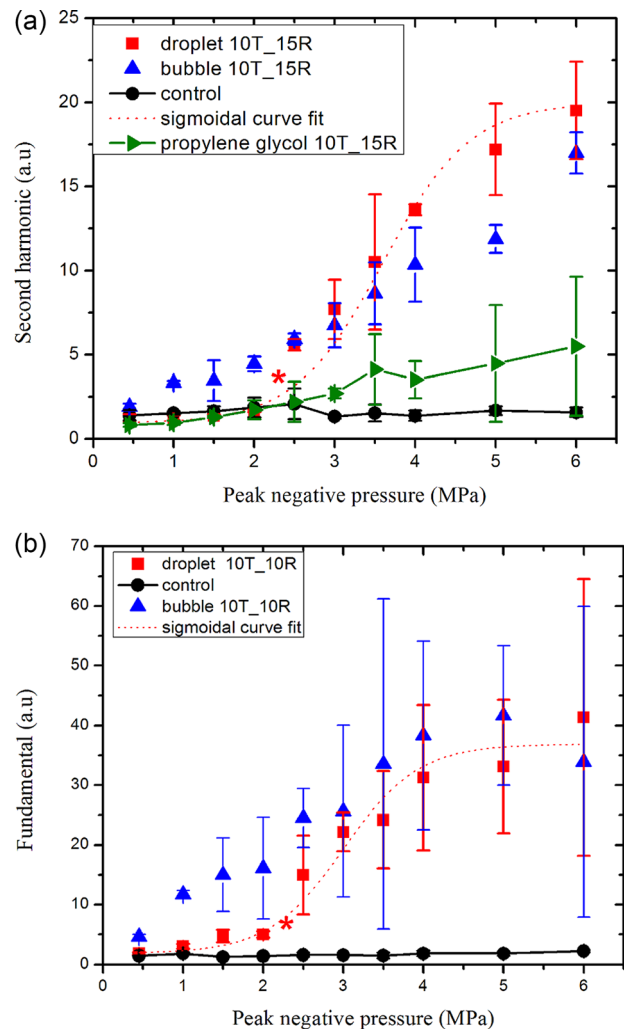 (a)
25
20
15
10
5
0
Second harmonic (a.u)
droplet 10T_15R
bubble 10T_15R
control
sigmoidal curve fit
propylene glycol 10T_15R
*
0 1 2 3 4 5 6
Peak negative pressure (MPa)
(b)
70
60
50
40
30
20
10
0
Fundamental (a.u)
droplet 10T_10R
control
bubble 10T_10R
sigmoidal curve fit
*
0 1 2 3 4 5 6
Peak negative pressure (MPa)